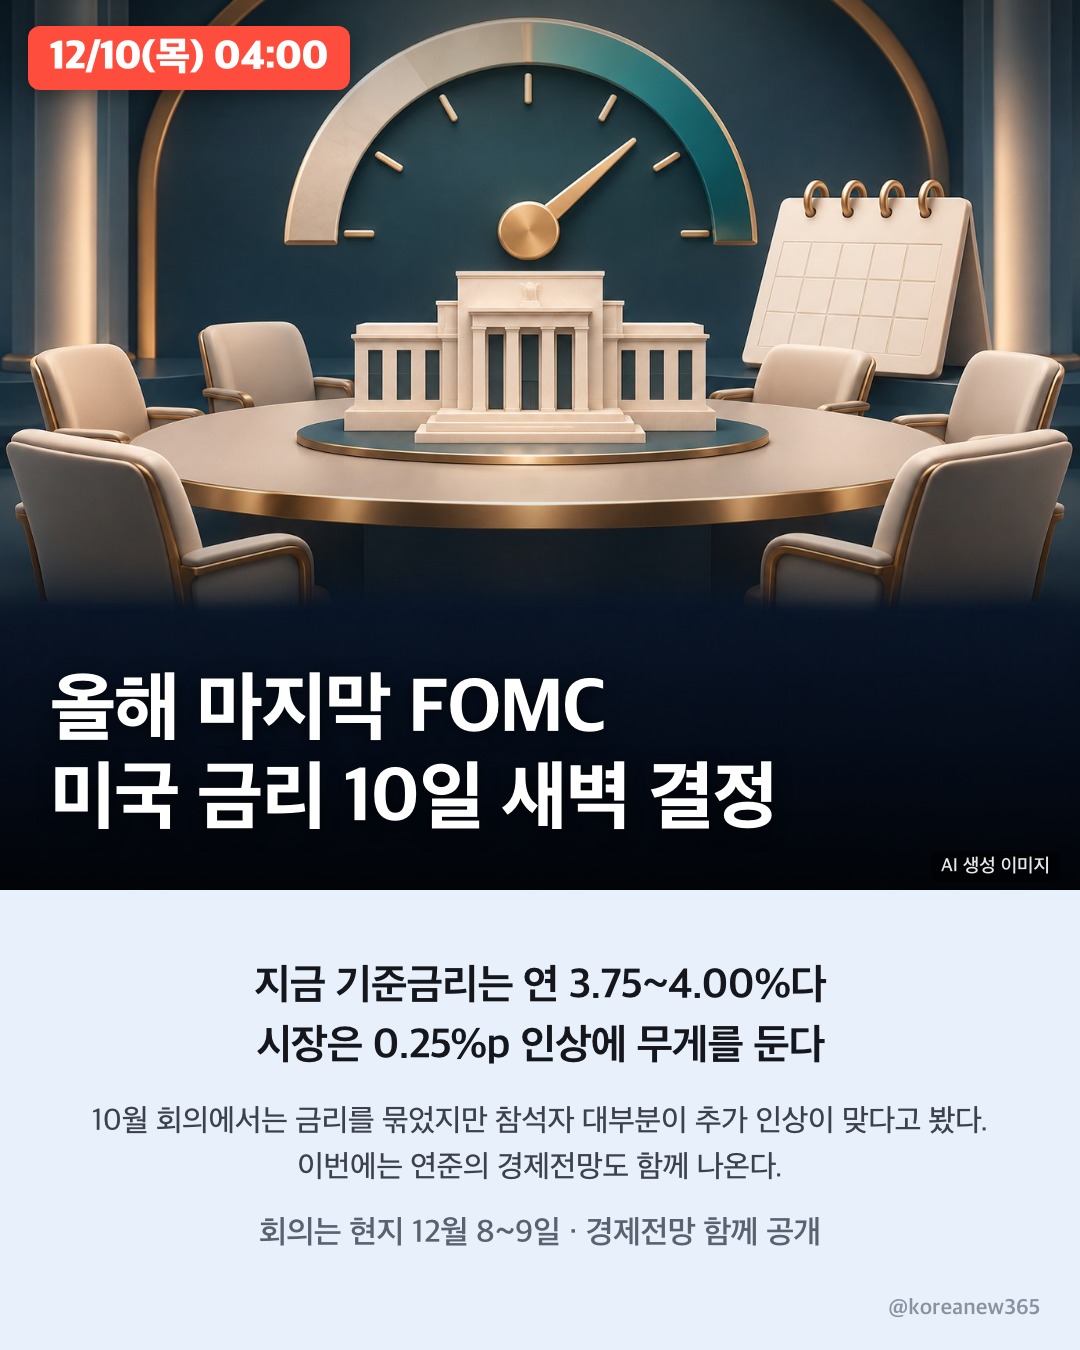 12/10(목) 04:00
올해 마지막 FOMC
미국 금리 10일 새벽 결정
AI 생성 이미지
지금 기준금리는 연 3.75~4.00%다
시장은 0.25%p 인상에 무게를 둔다
10월 회의에서는 금리를 묶었지만 참석자 대부분이 추가 인상이 맞다고 봤다.
이번에는 연준의 경제전망도 함께 나온다.
회의는 현지 12월 8~9일 · 경제전망 함께 공개
@koreanew365